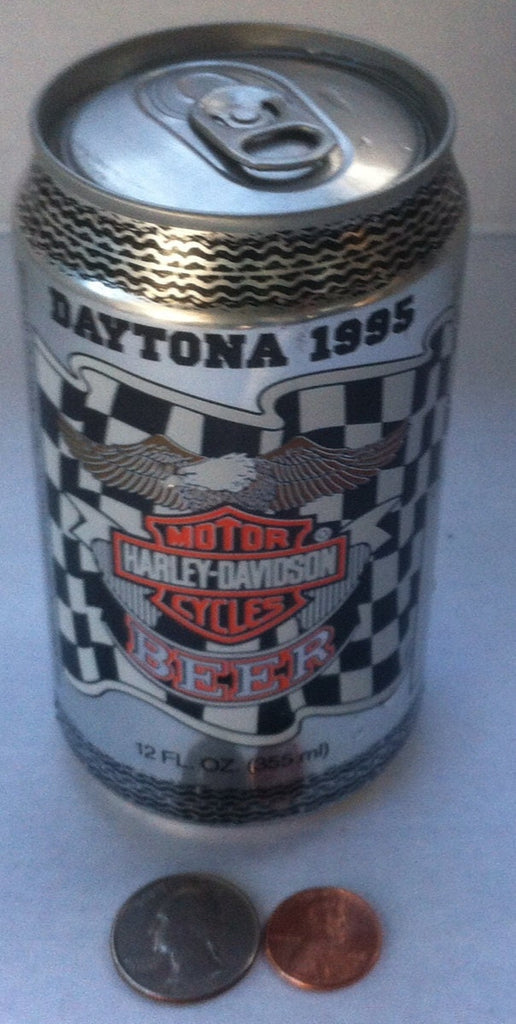 DAYTONA 1995
MOTOR
HARLEY-DAVIDSON
®
CYCLES
BEER
12 FL. OZ (355 ml)